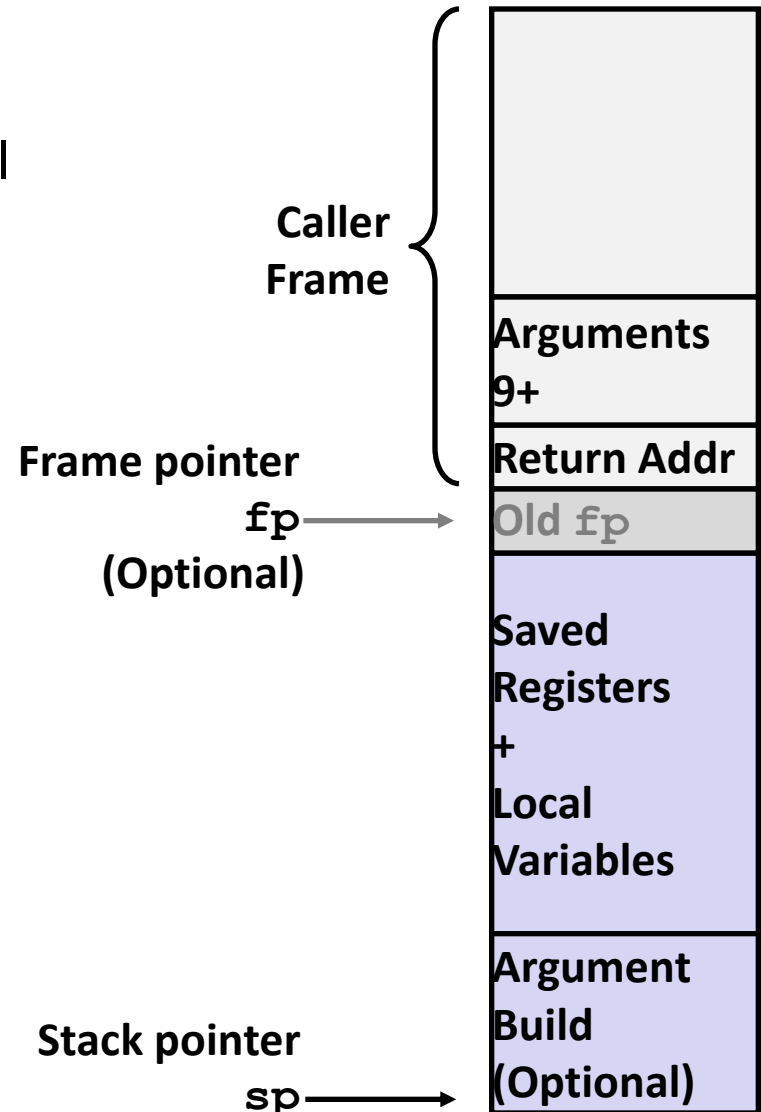 Caller
Frame
Arguments
9+
Frame pointer
fp
(Optional)
Return Addr
Old fp
Saved
Registers
+
Local
Variables
Argument
Build
(Optional)
Stack pointer
sp